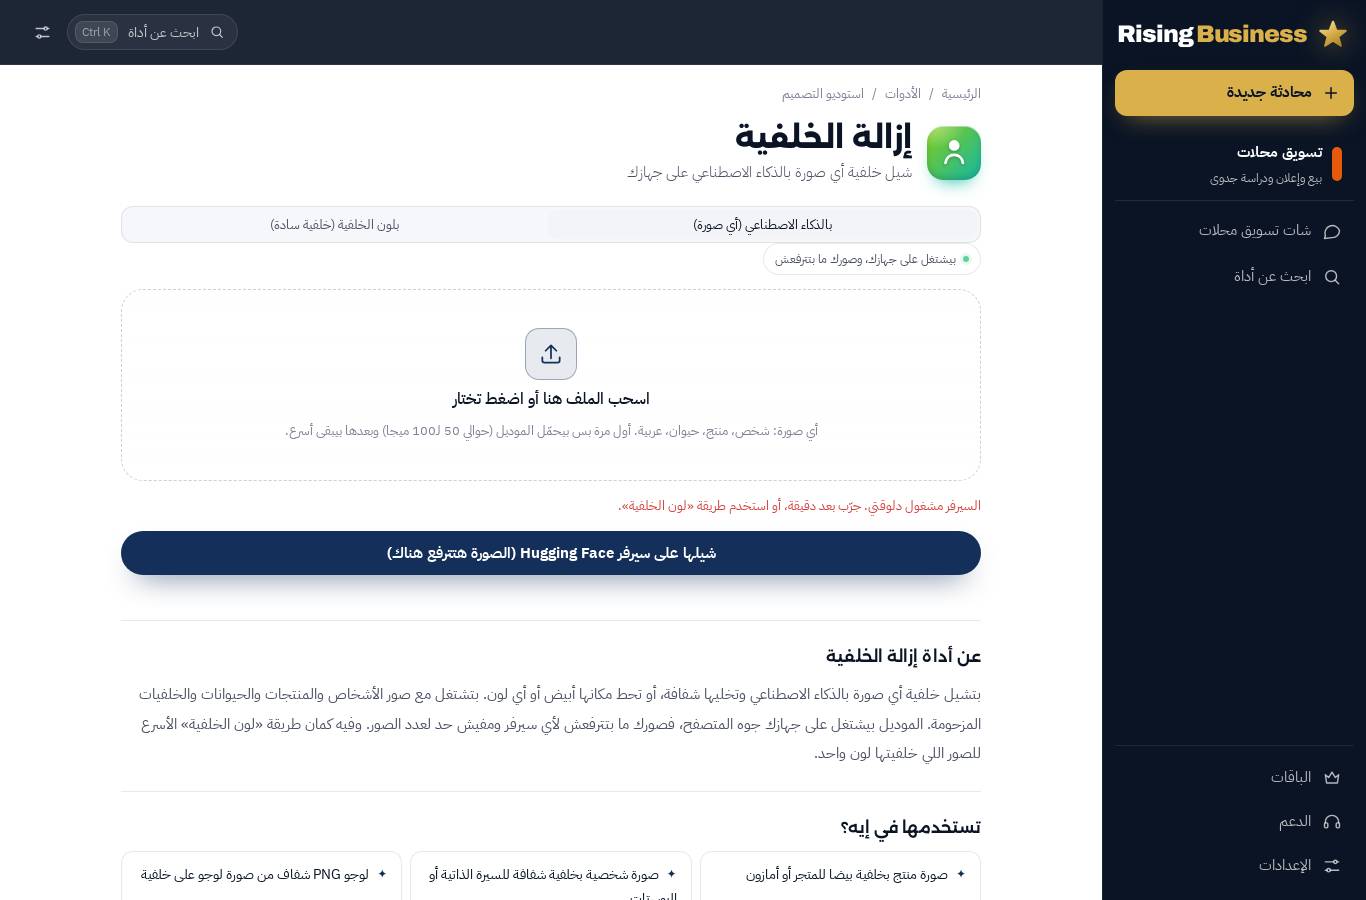 Rising Business
محادثة جديدة
تسويق محلات
بيع وإعلان ودراسة جدوى
شات تسويق محلات
ابحث عن أداة
الباقات
الدعم
الإعدادات
ابحث عن أداة Ctrl K
الرئيسية / الأدوات / استوديو التصميم
إزالة الخلفية
شيل خلفية أي صورة بالذكاء الاصطناعي على جهازك
بالذكاء الاصطناعي (أي صورة)
بلون الخلفية (خلفية سادة)
بيشتغل على جهازك، وصورك ما بتترفعش
اسحب الملف هنا أو اضغط تختار
أي صورة: شخص، منتج، حيوان، عربية. أول مرة بس بيحمّل الموديل (حوالي 50 لـ100 ميجا) وبعدها بيبقى أسرع.
السيرفر مشغول دلوقتي. جرّب بعد دقيقة، أو استخدم طريقة «لون الخلفية».
شيلها على سيرفر Hugging Face (الصورة هتترفع هناك)
عن أداة إزالة الخلفية
بتشيل خلفية أي صورة بالذكاء الاصطناعي وتخليها شفافة، أو تحط مكانها أبيض أو أي لون. بتشتغل مع صور الأشخاص والمنتجات والحيوانات والخلفيات
المزحومة. الموديل بيشتغل على جهازك جوه المتصفح، فصورك ما بتترفعش لأي سيرفر ومفيش حد لعدد الصور. وفيه كمان طريقة «لون الخلفية» الأسرع
للصور اللي خلفيتها لون واحد.
تستخدمها في إيه؟
صورة منتج بخلفية بيضا للمتجر أو أمازون
صورة شخصية بخلفية شفافة للسيرة الذاتية أو
لوجو PNG شفاف من صورة لوجو على خلفية